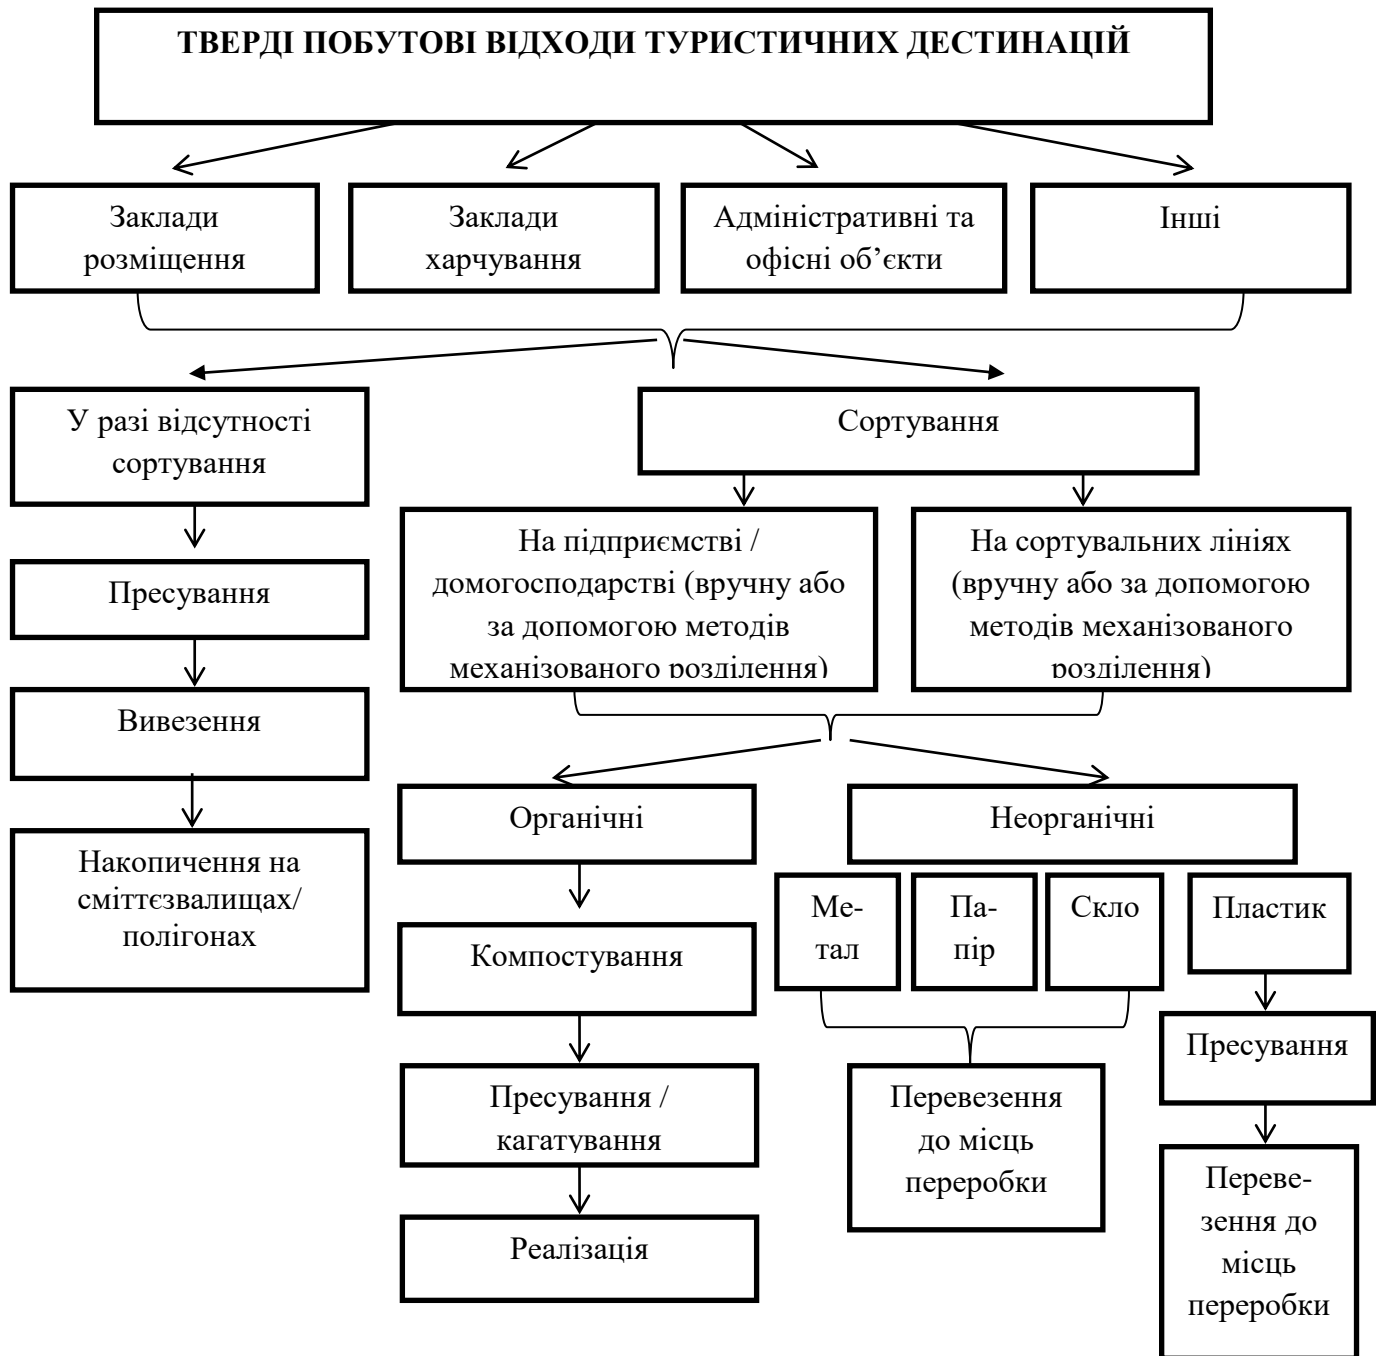 ТВЕРДІ ПОБУТОВІ ВІДХОДИ ТУРИСТИЧНИХ ДЕСТИНАЦІЙ
Заклади
розміщення
Заклади
харчування
Адміністративні та
офісні об’єкти
Інші
У разі відсутності
сортування
Сортування
Пресування
Вивезення
Накопичення на
сміттєзвалищах/
полігонах
На підприємстві /
домогосподарстві (вручну або
за допомогою методів
механізованого розділення)
На сортувальних лініях
(вручну або за допомогою
методів механізованого
розділення)
Органічні
Неорганічні
Компостування
Пресування /
кагатування
Реалізація
Ме-
тал
Па-
пір
Скло
Пластик
Перевезення
до місць
переробки
Пресування
Переве-
зення до
місць
переробки